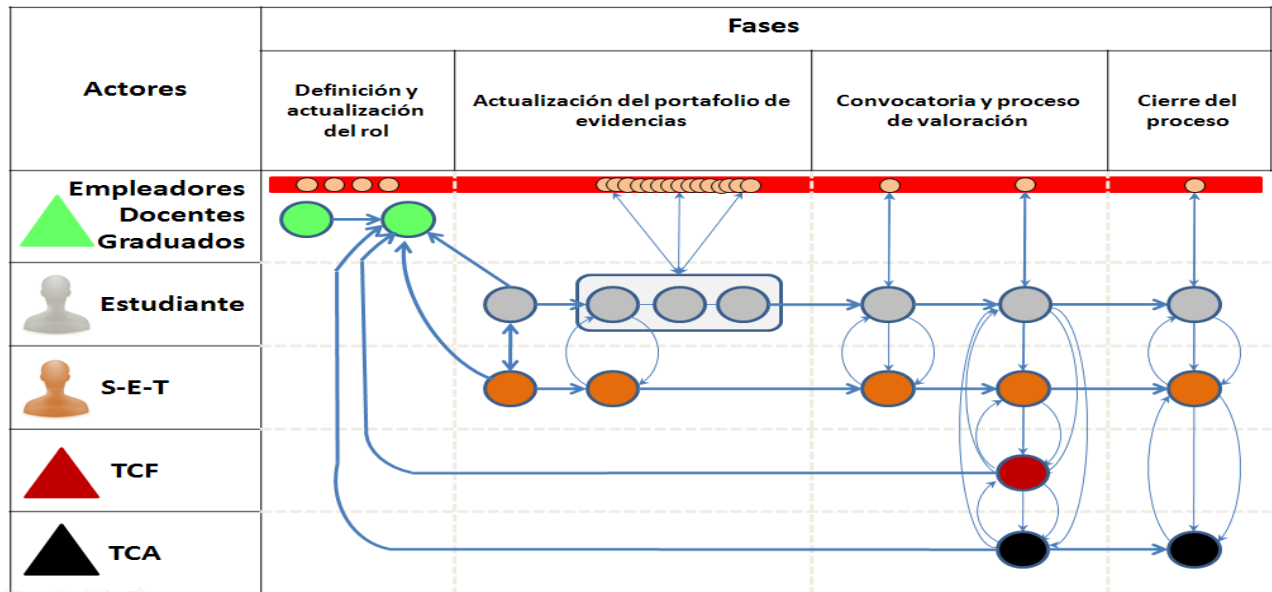 Fases
Actores
Definición y
actualización
del rol
Actualización del portafolio de
evidencias
Convocatoria y proceso
de valoración
Cierre del
proceso
Empleadores
Docentes
Graduados
Estudiante
S-E-T
TCF
TCA